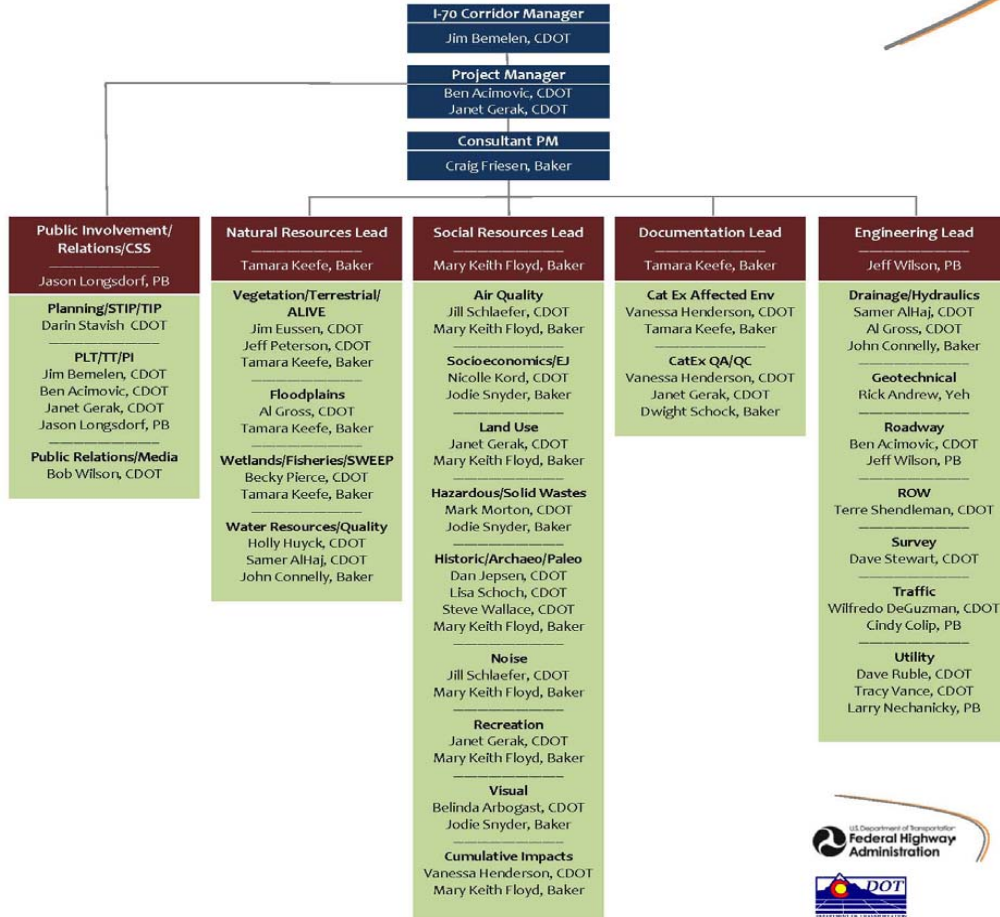 I-70 Corridor Manager
Jim Bemelen, CDOT
Project Manager
Ben Acimovic, CDOT
Janet Gerak, CDOT
Consultant PM
Craig Friesen, Baker
Public Involvement/
Relations/CSS
Jason Longsdorf, PB
Planning/STIP/TIP
Darin Stavish CDOT
PLT/TT/PI
Jim Bemelen, CDOT
Ben Acimovic, CDOT
Janet Gerak, CDOT
Jason Longsdorf, PB
Public Relations/Media
Bob Wilson, CDOT
Natural Resources Lead
Tamara Keefe, Baker
Vegetation/Terrestrial/
ALIVE
Jim Eussen, CDOT
Jeff Peterson, CDOT
Tamara Keefe, Baker
Floodplains
Al Gross, CDOT
Tamara Keefe, Baker
Wetlands/Fisheries/SWEEP
Becky Pierce, CDOT
Tamara Keefe, Baker
Water Resources/Quality
Holly Huyck, CDOT
Samer AlHaj, CDOT
John Connelly, Baker
Social Resources Lead
Mary Keith Floyd, Baker
Air Quality
Jill Schlaefer, CDOT
Mary Keith Floyd, Baker
Socioeconomics/EJ
Nicolle Kord, CDOT
Jodie Snyder, Baker
Land Use
Janet Gerak, CDOT
Mary Keith Floyd, Baker
Hazardous/Solid Wastes
Mark Morton, CDOT
Jodie Snyder, Baker
Historic/Archaeo/Paleo
Dan Jepsen, CDOT
Lisa Schoch, CDOT
Steve Wallace, CDOT
Mary Keith Floyd, Baker
Noise
Jill Schlaefer, CDOT
Mary Keith Floyd, Baker
Recreation
Janet Gerak, CDOT
Mary Keith Floyd, Baker
Visual
Belinda Arbogast, CDOT
Jodie Snyder, Baker
Cumulative Impacts
Vanessa Henderson, CDOT
Mary Keith Floyd, Baker
Documentation Lead
Tamara Keefe, Baker
Cat Ex Affected Env
Vanessa Henderson, CDOT
Tamara Keefe, Baker
CatEx QA/QC
Vanessa Henderson, CDOT
Janet Gerak, CDOT
Dwight Schock, Baker
Engineering Lead
Jeff Wilson, PB
Drainage/Hydraulics
Samer AlHaj, CDOT
Al Gross, CDOT
John Connelly, Baker
Geotechnical
Rick Andrew, Yeh
Roadway
Ben Acimovic, CDOT
Jeff Wilson, PB
ROW
Terre Shendleman, CDOT
Survey
Dave Stewart, CDOT
Traffic
Wilfredo DeGuzman, CDOT
Cindy Colip, PB
Utility
Dave Ruble, CDOT
Tracy Vance, CDOT
Larry Nechanicky, PB
U.S. Department of Transportation
Federal Highway
Administration
DOT